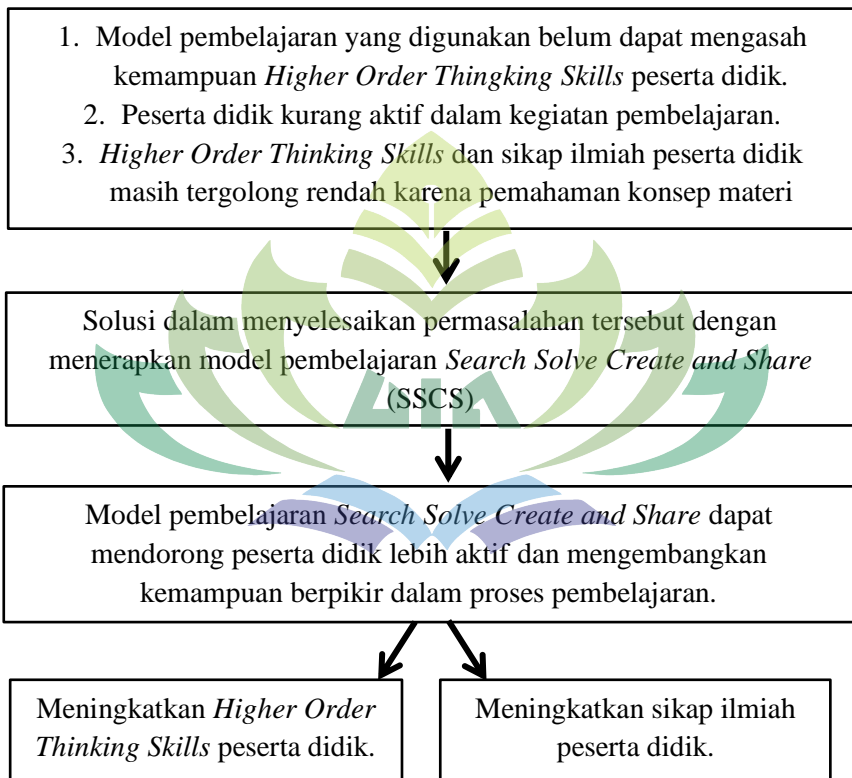 1. Model pembelajaran yang digunakan belum dapat mengasah
kemampuan Higher Order Thingking Skills peserta didik.
2. Peserta didik kurang aktif dalam kegiatan pembelajaran.
3. Higher Order Thinking Skills dan sikap ilmiah peserta didik
masih tergolong rendah karena pemahaman konsep materi
Solusi dalam menyelesaikan permasalahan tersebut dengan
menerapkan model pembelajaran Search Solve Create and Share
(SSCS)
Model pembelajaran Search Solve Create and Share dapat
mendorong peserta didik lebih aktif dan mengembangkan
kemampuan berpikir dalam proses pembelajaran.
Meningkatkan Higher Order
Thinking Skills peserta didik.
Meningkatkan sikap ilmiah
peserta didik.